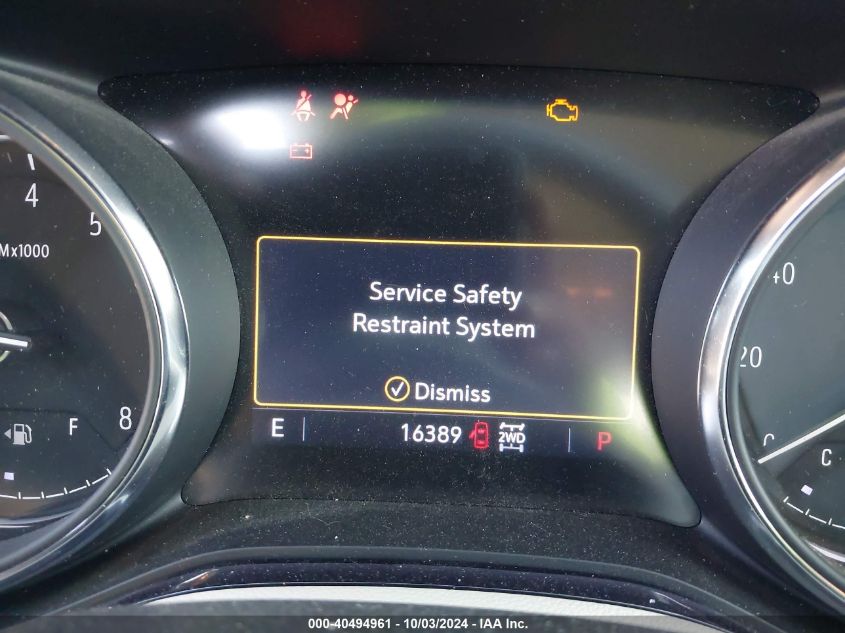 4
5
Mx1000
8
F
Service Safety
Restraint System
Dismiss
E 16389 2WD P
20
C
000-40494961 - 10/03/2024 - IAA Inc.